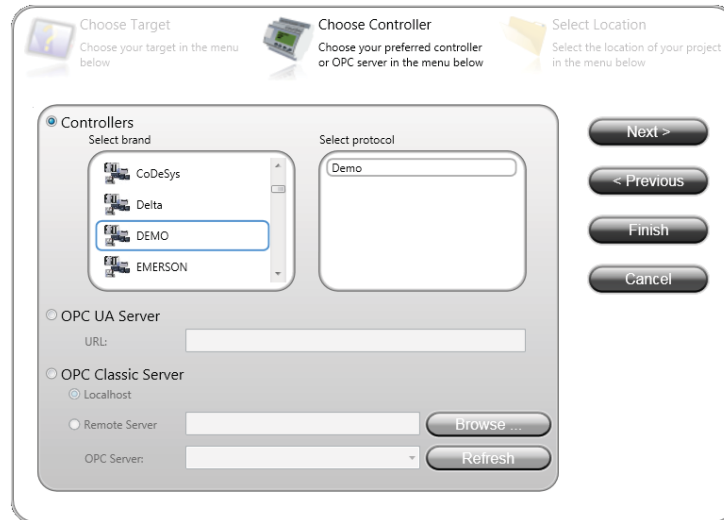 Choose Target
Choose your target in the menu
below
Choose Controller
Choose your preferred controller
or OPC server in the menu below
Select Location
Select the location of your project
in the menu below
Controllers
Select brand
Select protocol
CoDeSys
Delta
DEMO
EMERSON
Demo
Next >
< Previous
Finish
Cancel
OPC UA Server
URL:
OPC Classic Server
Localhost
Remote Server
Browse ...
OPC Server:
Refresh